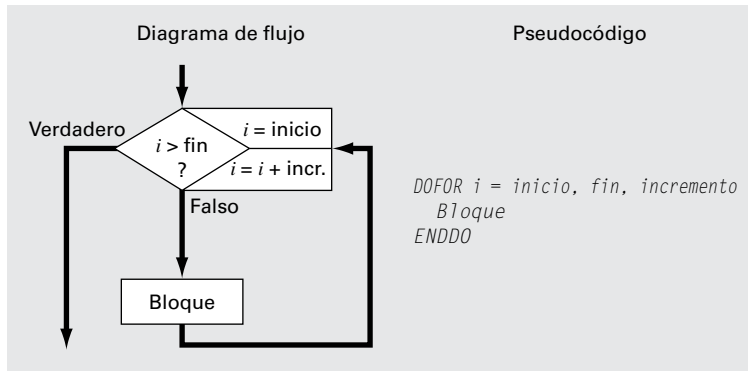 Diagrama de flujo
Pseudocódigo
Verdadero
i > fin
?
i = inicio
i = i + incr.
Falso
Bloque
DOFOR i = inicio, fin, incremento
Bloque
ENDDO